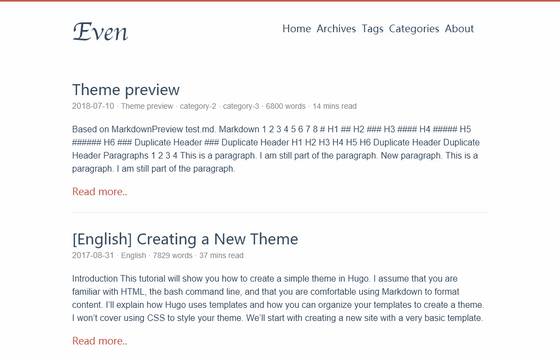 Even
Home Archives Tags Categories About
Theme preview
2018-07-10 · Theme preview · category-2 · category-3 · 6800 words · 14 mins read
Based on MarkdownPreview test.md. Markdown 1 2 3 4 5 6 7 8 # H1 ## H2 ### H3 #### H4 ##### H5
###### H6 ### Duplicate Header ### Duplicate Header H1 H2 H3 H4 H5 H6 Duplicate Header Duplicate
Header Paragraphs 1 2 3 4 This is a paragraph. I am still part of the paragraph. New paragraph. This is a
paragraph. I am still part of the paragraph.
Read more..
[English] Creating a New Theme
2017-08-31 · English · 7829 words · 37 mins read
Introduction This tutorial will show you how to create a simple theme in Hugo. I assume that you are
familiar with HTML, the bash command line, and that you are comfortable using Markdown to format
content. I'll explain how Hugo uses templates and how you can organize your templates to create a theme.
I won't cover using CSS to style your theme. We'll start with creating a new site with a very basic template.
Read more..